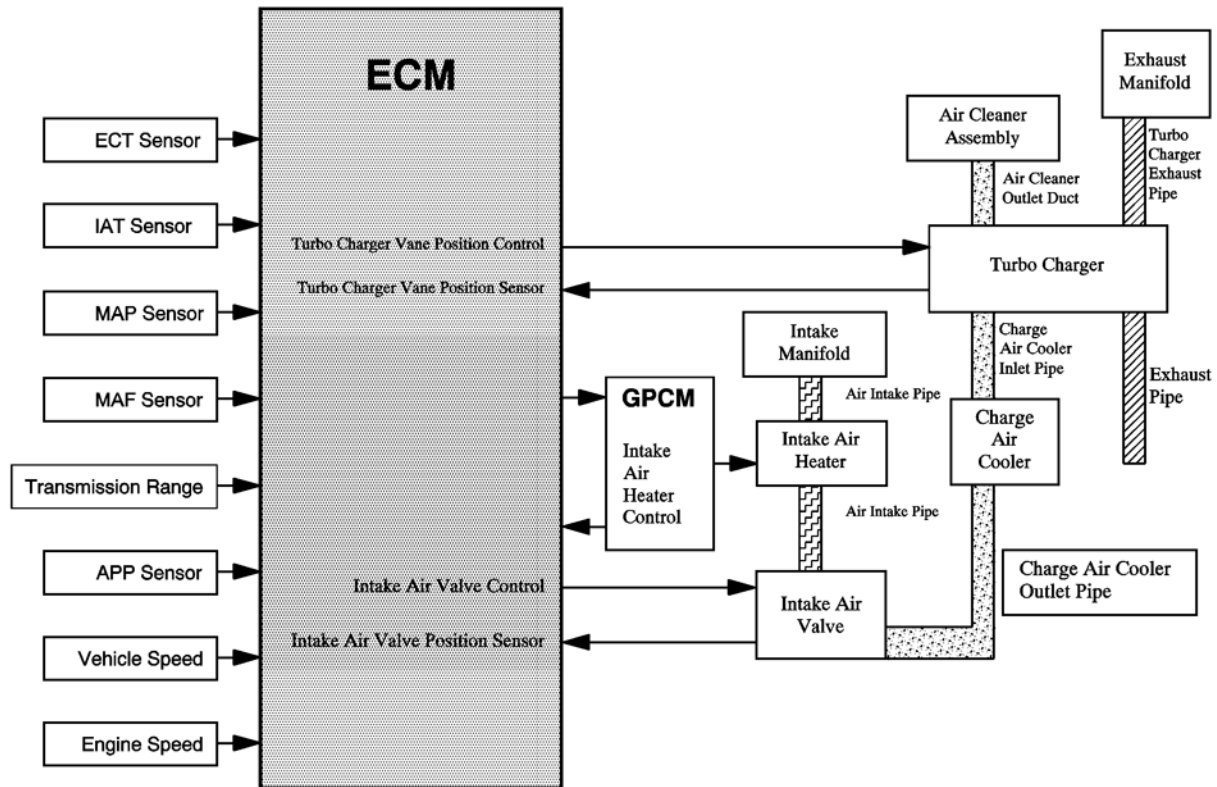 ECM
ECT Sensor
IAT Sensor
MAP Sensor
MAF Sensor
Transmission Range
APP Sensor
Vehicle Speed
Engine Speed
Turbo Charger Vane Position Control
Turbo Charger Vane Position Sensor
Intake Air Valve Control
Intake Air Valve Position Sensor
GPCM
Intake
Air
Heater
Control
Intake
Manifold
Air Intake Pipe
Intake Air
Heater
Air Intake Pipe
Intake Air
Valve
Air Cleaner
Assembly
Air Cleaner
Outlet Duct
Exhaust
Manifold
Turbo
Charger
Exhaust
Pipe
Turbo Charger
Charge
Air Cooler
Inlet Pipe
Exhaust
Pipe
Charge
Air
Cooler
Charge Air Cooler
Outlet Pipe